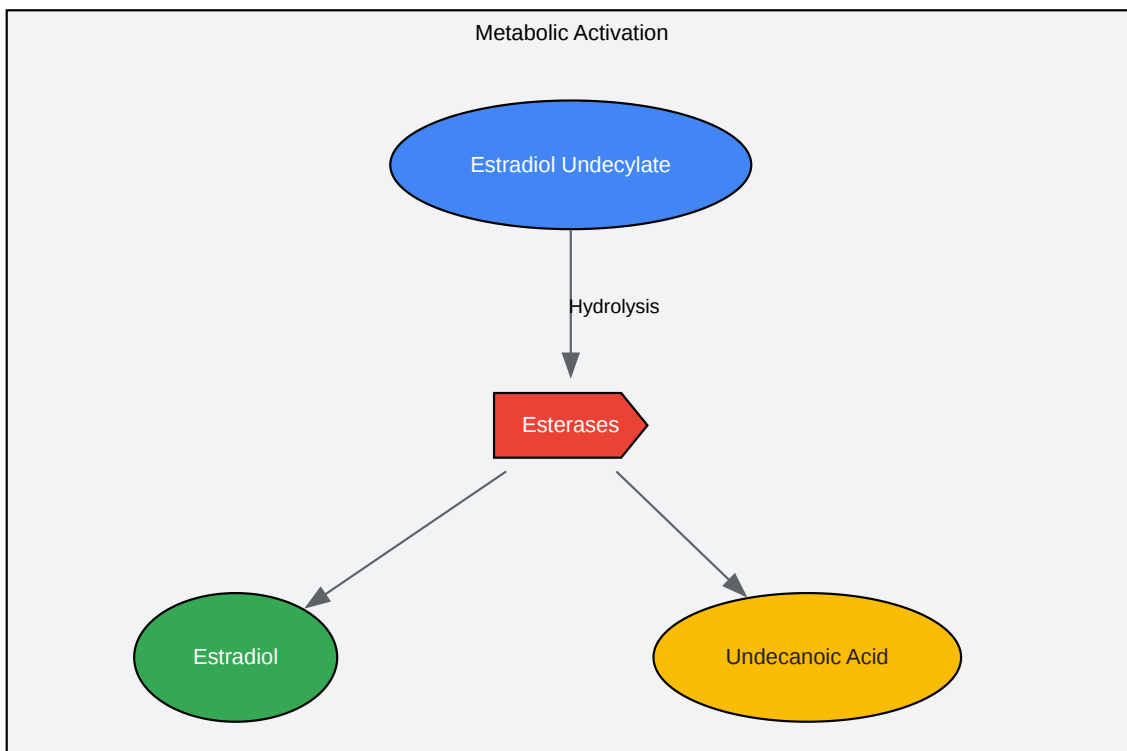 Metabolic Activation
Estradiol Undecylate
Hydrolysis
Esterases
Estradiol
Undecanoic Acid